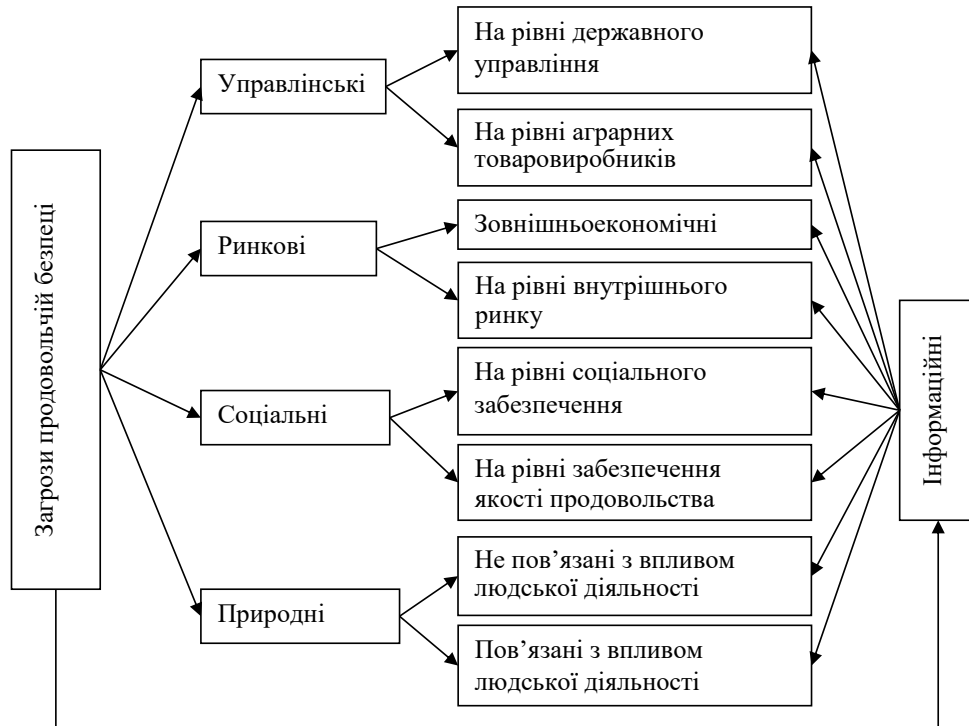 Загрози продовольчій безпеці
Управлінські
На рівні державного
управління
На рівні аграрних
товаровиробників
Ринкові
Зовнішньоекономічні
На рівні внутрішнього
ринку
Соціальні
На рівні соціального
забезпечення
На рівні забезпечення
якості продовольства
Природні
Не пов’язані з впливом
людської діяльності
Пов’язані з впливом
людської діяльності
Інформаційні